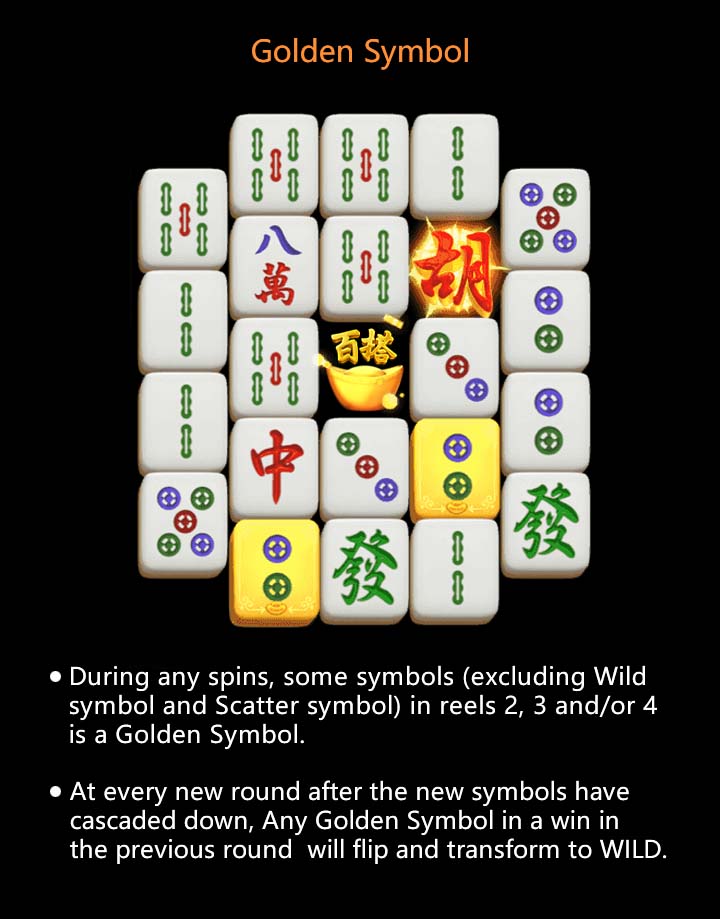 Golden Symbol
胡
八
萬
百搭
中
發
發
• During any spins, some symbols (excluding Wild
symbol and Scatter symbol) in reels 2, 3 and/or 4
is a Golden Symbol.
• At every new round after the new symbols have
cascaded down, Any Golden Symbol in a win in
the previous round will flip and transform to WILD.